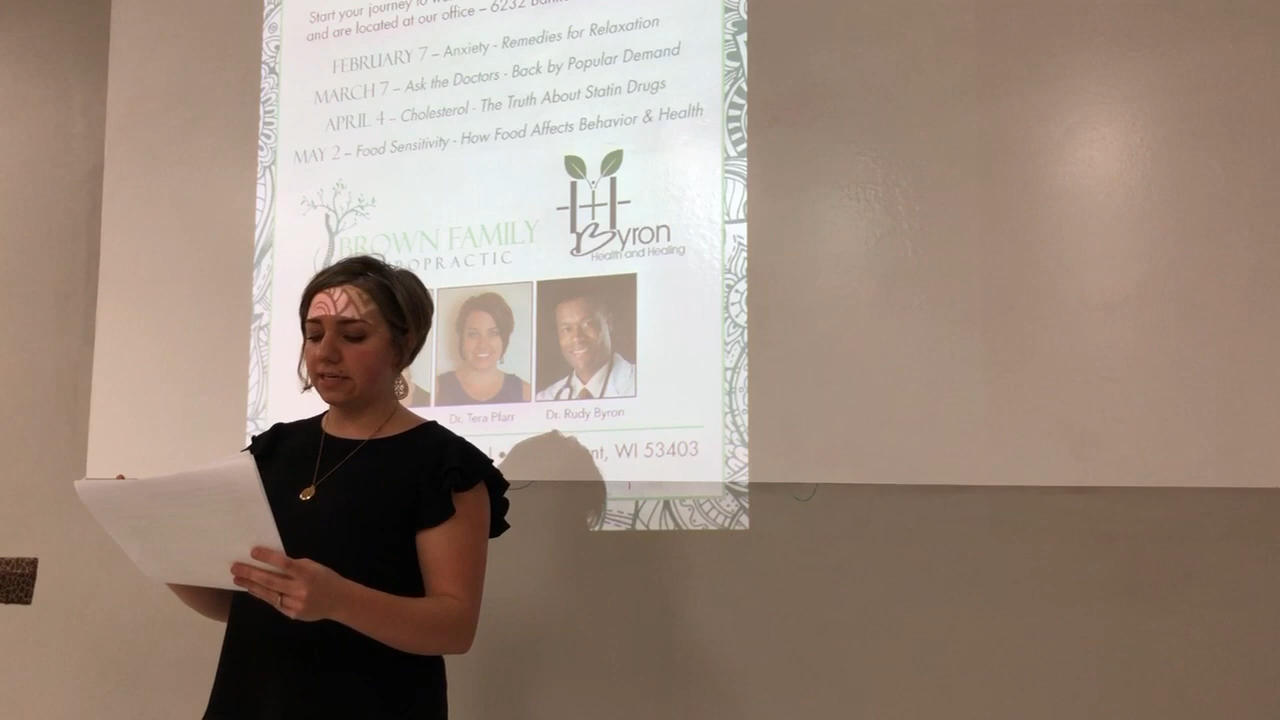 Start your journey to
and are located at our office – 6232
FEBRUARY 7 – Anxiety - Remedies for Relaxation
MARCH 7 – Ask the Doctors - Back by Popular Demand
APRIL 4 – Cholesterol - The Truth About Statin Drugs
MAY 2 – Food Sensitivity - How Food Affects Behavior & Health
BROWN FAMILY
OPRACTIC
Byron
Health and Healing
Dr. Tera Pfarr
Dr. Rudy Byron
nt, WI 53403